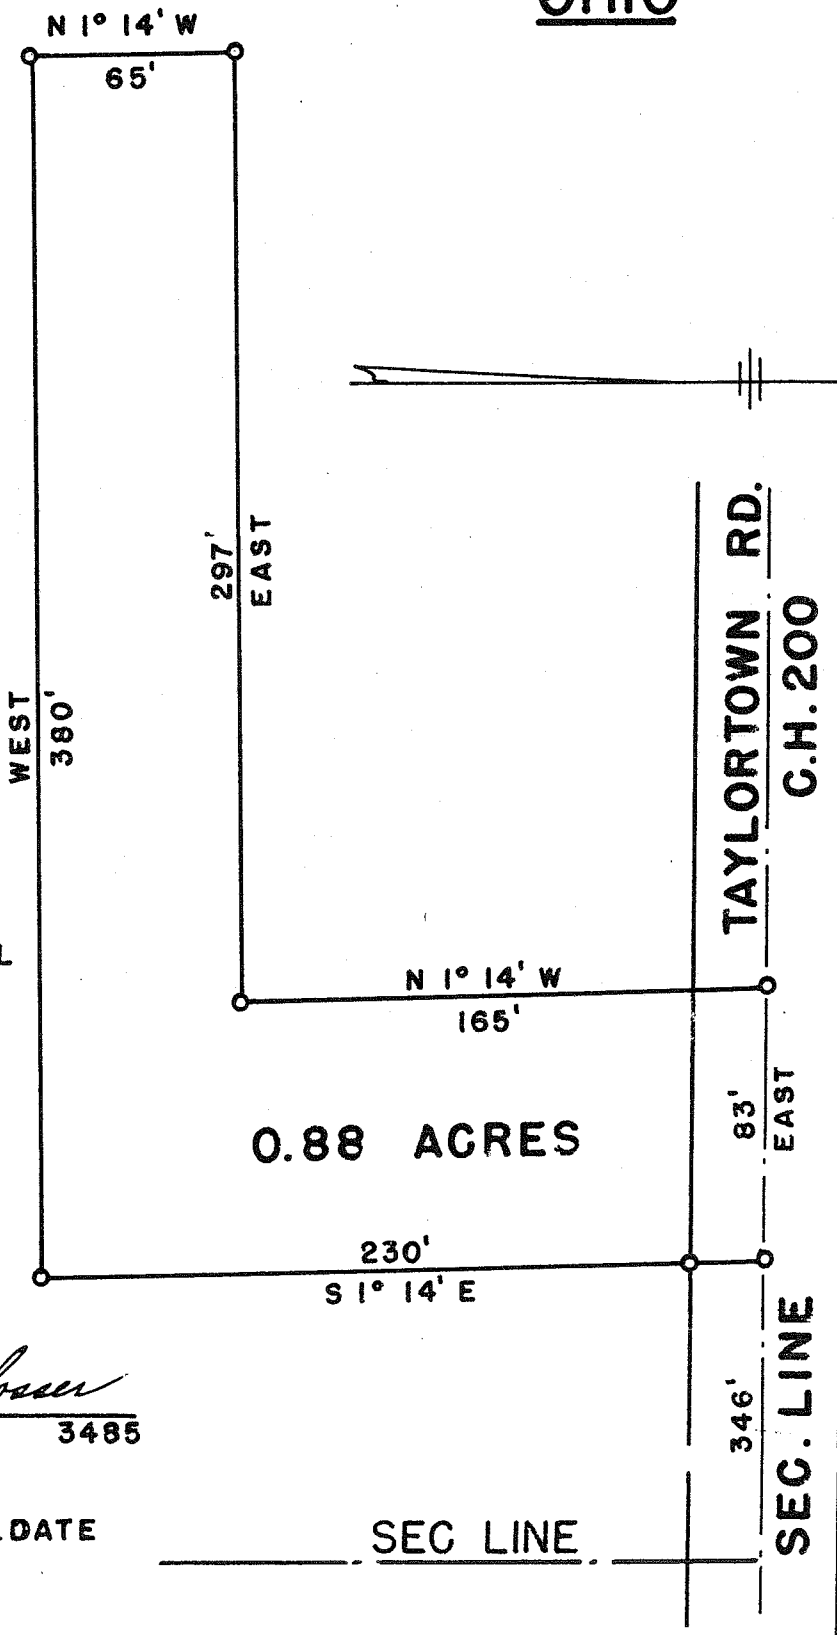 OHIO
N 1° 14' W
65'
297'
EAST
WEST
380'
TAYLORTOWN RD.
C.H. 200
N 1° 14' W
165'
83'
EAST
0.88 ACRES
230'
S 1° 14' E
346'
SEC. LINE
3485
DATE
SEC LINE